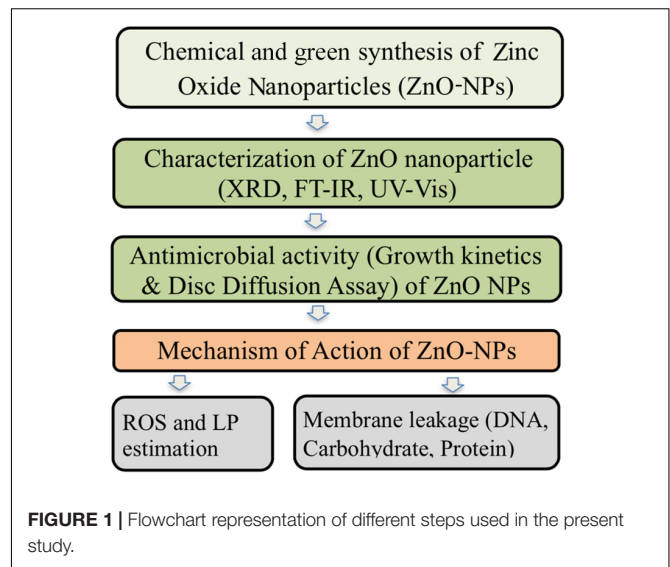 Chemical and green synthesis of Zinc
Oxide Nanoparticles (ZnO-NPs)
Characterization of ZnO nanoparticle
(XRD, FT-IR, UV-Vis)
Antimicrobial activity (Growth kinetics
& Disc Diffusion Assay) of ZnO NPs
Mechanism of Action of ZnO-NPs
ROS and LP
estimation
Membrane leakage (DNA,
Carbohydrate, Protein)
FIGURE 1 | Flowchart representation of different steps used in the present
study.